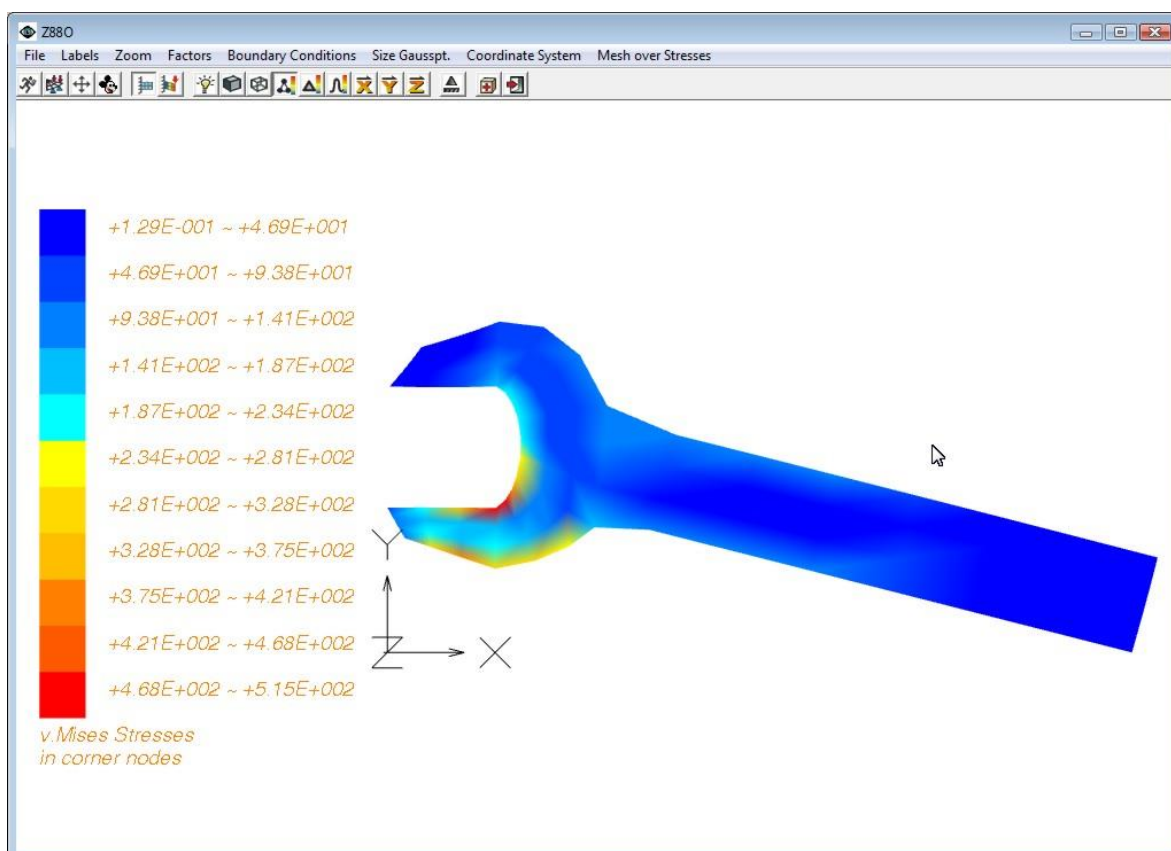 Z88O
File Labels Zoom Factors Boundary Conditions Size Gausspt. Coordinate System Mesh over Stresses
X Y Z
+1.29E-001 ~ +4.69E+001
+4.69E+001 ~ +9.38E+001
+9.38E+001 ~ +1.41E+002
+1.41E+002 ~ +1.87E+002
+1.87E+002 ~ +2.34E+002
+2.34E+002 ~ +2.81E+002
+2.81E+002 ~ +3.28E+002
+3.28E+002 ~ +3.75E+002
+3.75E+002 ~ +4.21E+002
+4.21E+002 ~ +4.68E+002
+4.68E+002 ~ +5.15E+002
v.Mises Stresses
in corner nodes
Y
Z X